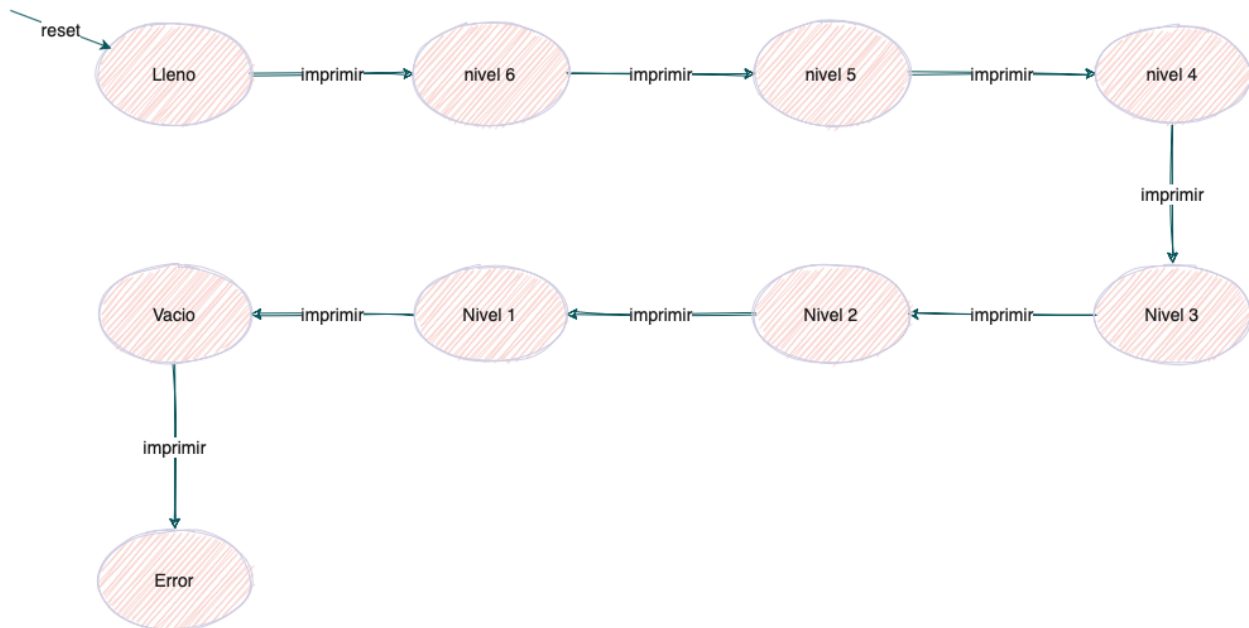 reset
Lleno
imprimir
nivel 6
imprimir
nivel 5
imprimir
nivel 4
imprimir
Nivel 3
imprimir
Nivel 2
imprimir
Nivel 1
imprimir
Vacio
imprimir
Error